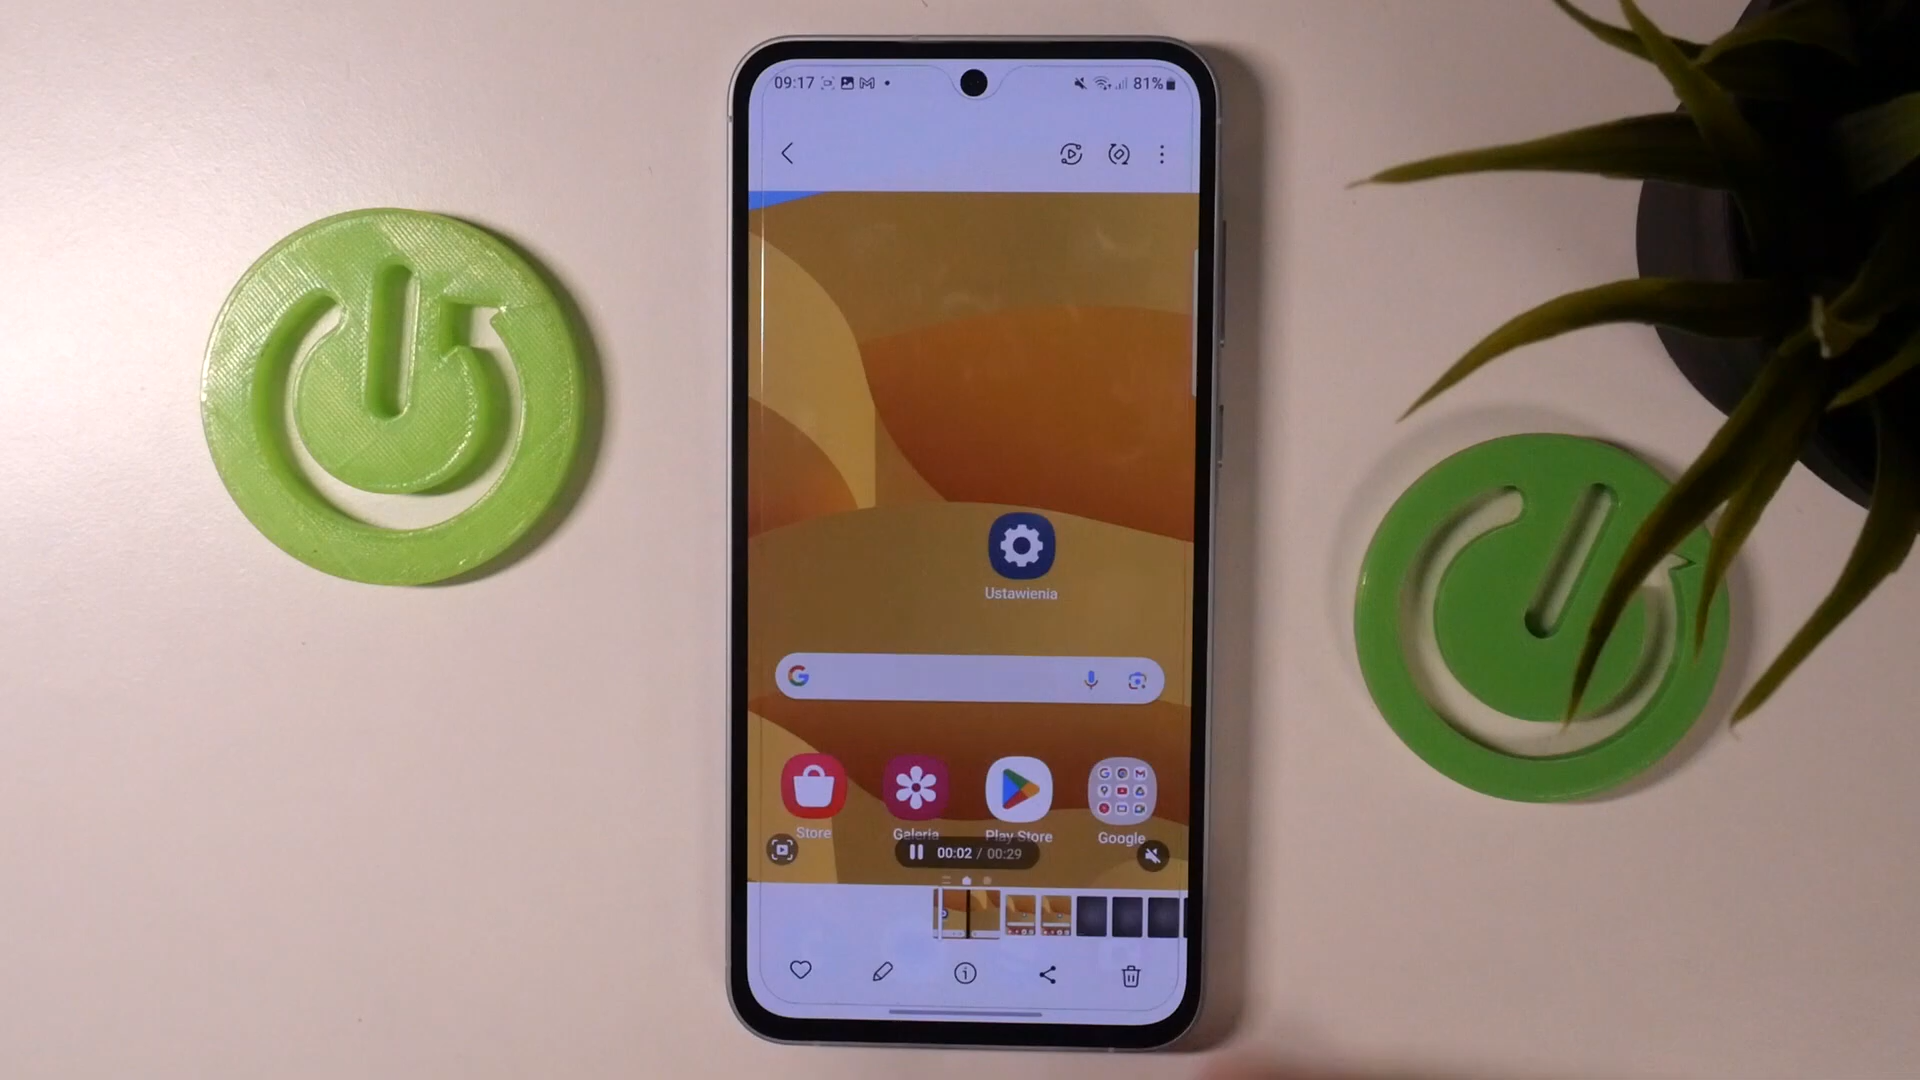 09:17
81%
Ustawienia
Store
Galeria
Play Store
Google
00:02 / 00:29